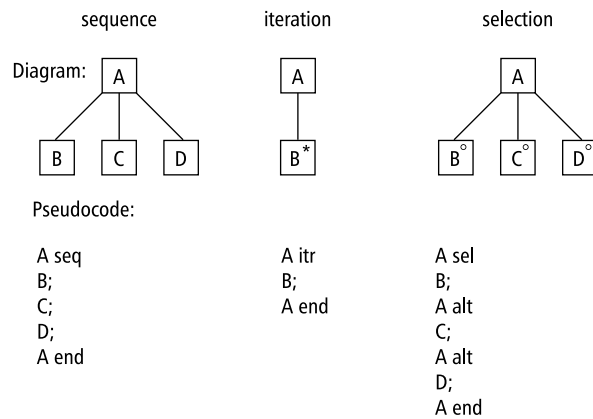 sequence iteration selection
Diagram: A A A
B C D B* B° C° D°
Pseudocode:
A seq A itr A sel
B; B; B;
C; A end A alt
D; C;
A end A alt
D;
A end